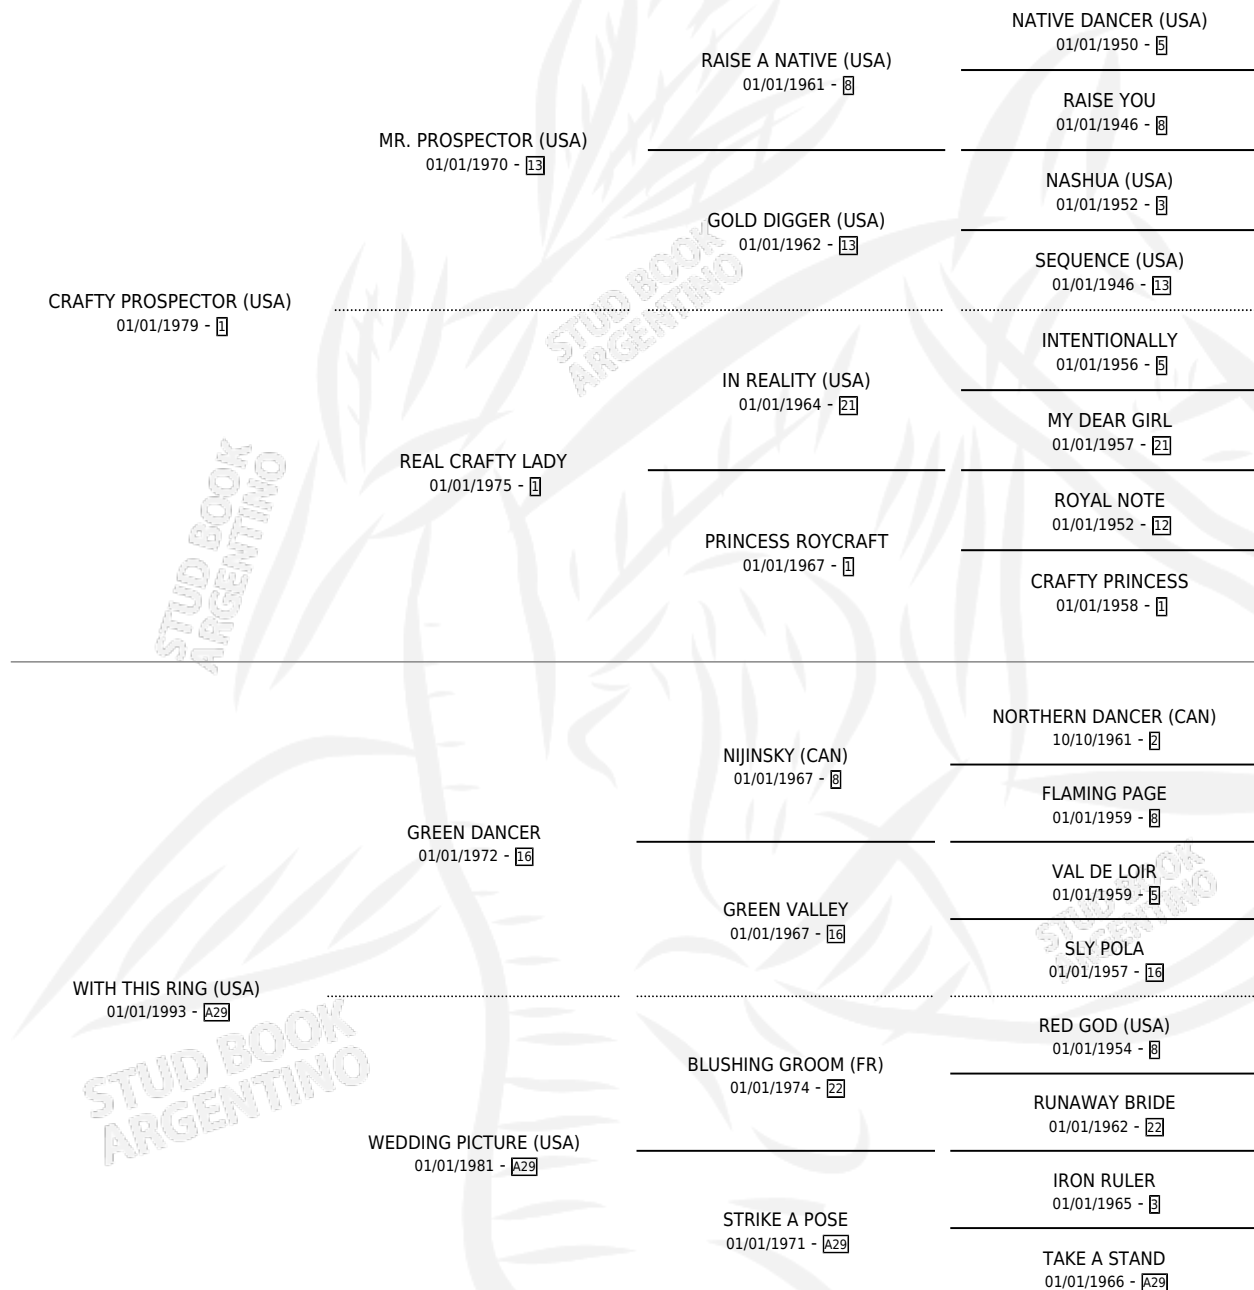 NATIVE DANCER (USA)
01/01/1950 - 5
RAISE A NATIVE (USA)
01/01/1961 - 8
RAISE YOU
01/01/1946 - 8
MR. PROSPECTOR (USA)
01/01/1970 - 13
NASHUA (USA)
01/01/1952 - 3
GOLD DIGGER (USA)
01/01/1962 - 13
SEQUENCE (USA)
01/01/1946 - 13
CRAFTY PROSPECTOR (USA)
01/01/1979 - 1
STUD BOOK
ARGENTINO
INTENTIONALLY
01/01/1956 - 5
IN REALITY (USA)
01/01/1964 - 21
MY DEAR GIRL
01/01/1957 - 21
REAL CRAFTY LADY
01/01/1975 - 1
ROYAL NOTE
01/01/1952 - 12
PRINCESS ROYCRAFT
01/01/1967 - 1
CRAFTY PRINCESS
01/01/1958 - 1
STUD BOOK
ARGENTINO
NORTHERN DANCER (CAN)
10/10/1961 - 2
NIJINSKY (CAN)
01/01/1967 - 8
FLAMING PAGE
01/01/1959 - 8
GREEN DANCER
01/01/1972 - 16
VAL DE LOIR
01/01/1959 - 5
GREEN VALLEY
01/01/1967 - 16
STUD BOOK
ARGENTINO
SLY POLA
01/01/1957 - 16
WITH THIS RING (USA)
01/01/1993 - A29
STUD BOOK
ARGENTINO
RED GOD (USA)
01/01/1954 - 8
BLUSHING GROOM (FR)
01/01/1974 - 22
RUNAWAY BRIDE
01/01/1962 - 22
WEDDING PICTURE (USA)
01/01/1981 - A29
IRON RULER
01/01/1965 - 3
STRIKE A POSE
01/01/1971 - A29
TAKE A STAND
01/01/1966 - A29